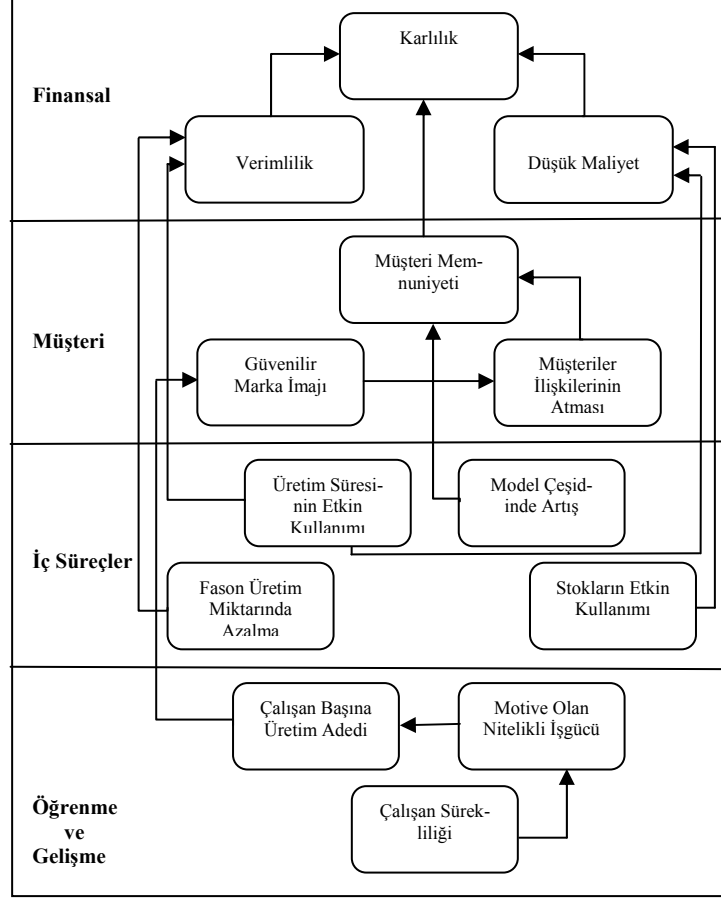 Karlılık
Finansal
Verimlilik
Düşük Maliyet
Müşteri Mem-
nuniyeti
Müşteri
Güvenilir
Marka İmajı
Müşteriler
İlişkilerinin
Atması
Üretim Süresi-
nin Etkin
Kullanımı
Model Çeşid-
inde Artış
İç Süreçler
Fason Üretim
Miktarında
Azalma
Stokların Etkin
Kullanımı
Çalışan Başına
Üretim Adedi
Motive Olan
Nitelikli İşgücü
Öğrenme
ve
Gelişme
Çalışan Sürek-
liliği